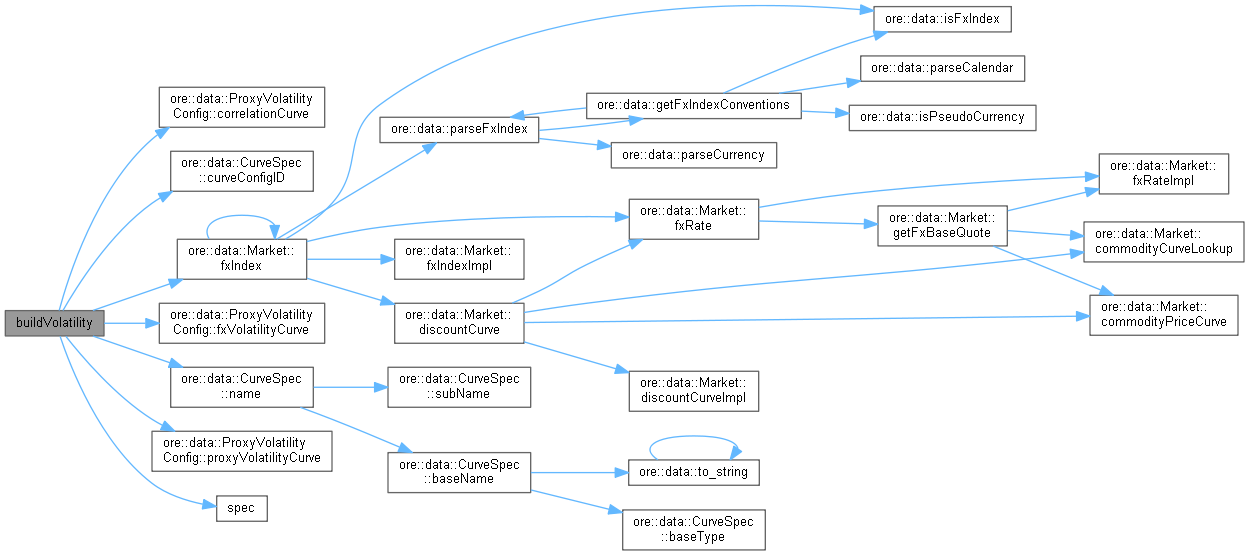 buildVolatility
ore::data::ProxyVolatility
Config::correlationCurve
ore::data::CurveSpec
::curveConfigID
ore::data::Market::
fxIndex
ore::data::ProxyVolatility
Config::fxVolatilityCurve
ore::data::CurveSpec
::name
ore::data::ProxyVolatility
Config::proxyVolatilityCurve
spec
ore::data::parseFxIndex
ore::data::Market::
fxIndexImpl
ore::data::Market::
discountCurve
ore::data::CurveSpec
::subName
ore::data::CurveSpec
::baseName
ore::data::getFxIndexConventions
ore::data::parseCurrency
ore::data::Market::
fxRate
ore::data::Market::
discountCurveImpl
ore::data::to_string
ore::data::CurveSpec
::baseType
ore::data::isFxIndex
ore::data::parseCalendar
ore::data::isPseudoCurrency
ore::data::Market::
getFxBaseQuote
ore::data::Market::
fxRateImpl
ore::data::Market::
commodityCurveLookup
ore::data::Market::
commodityPriceCurve